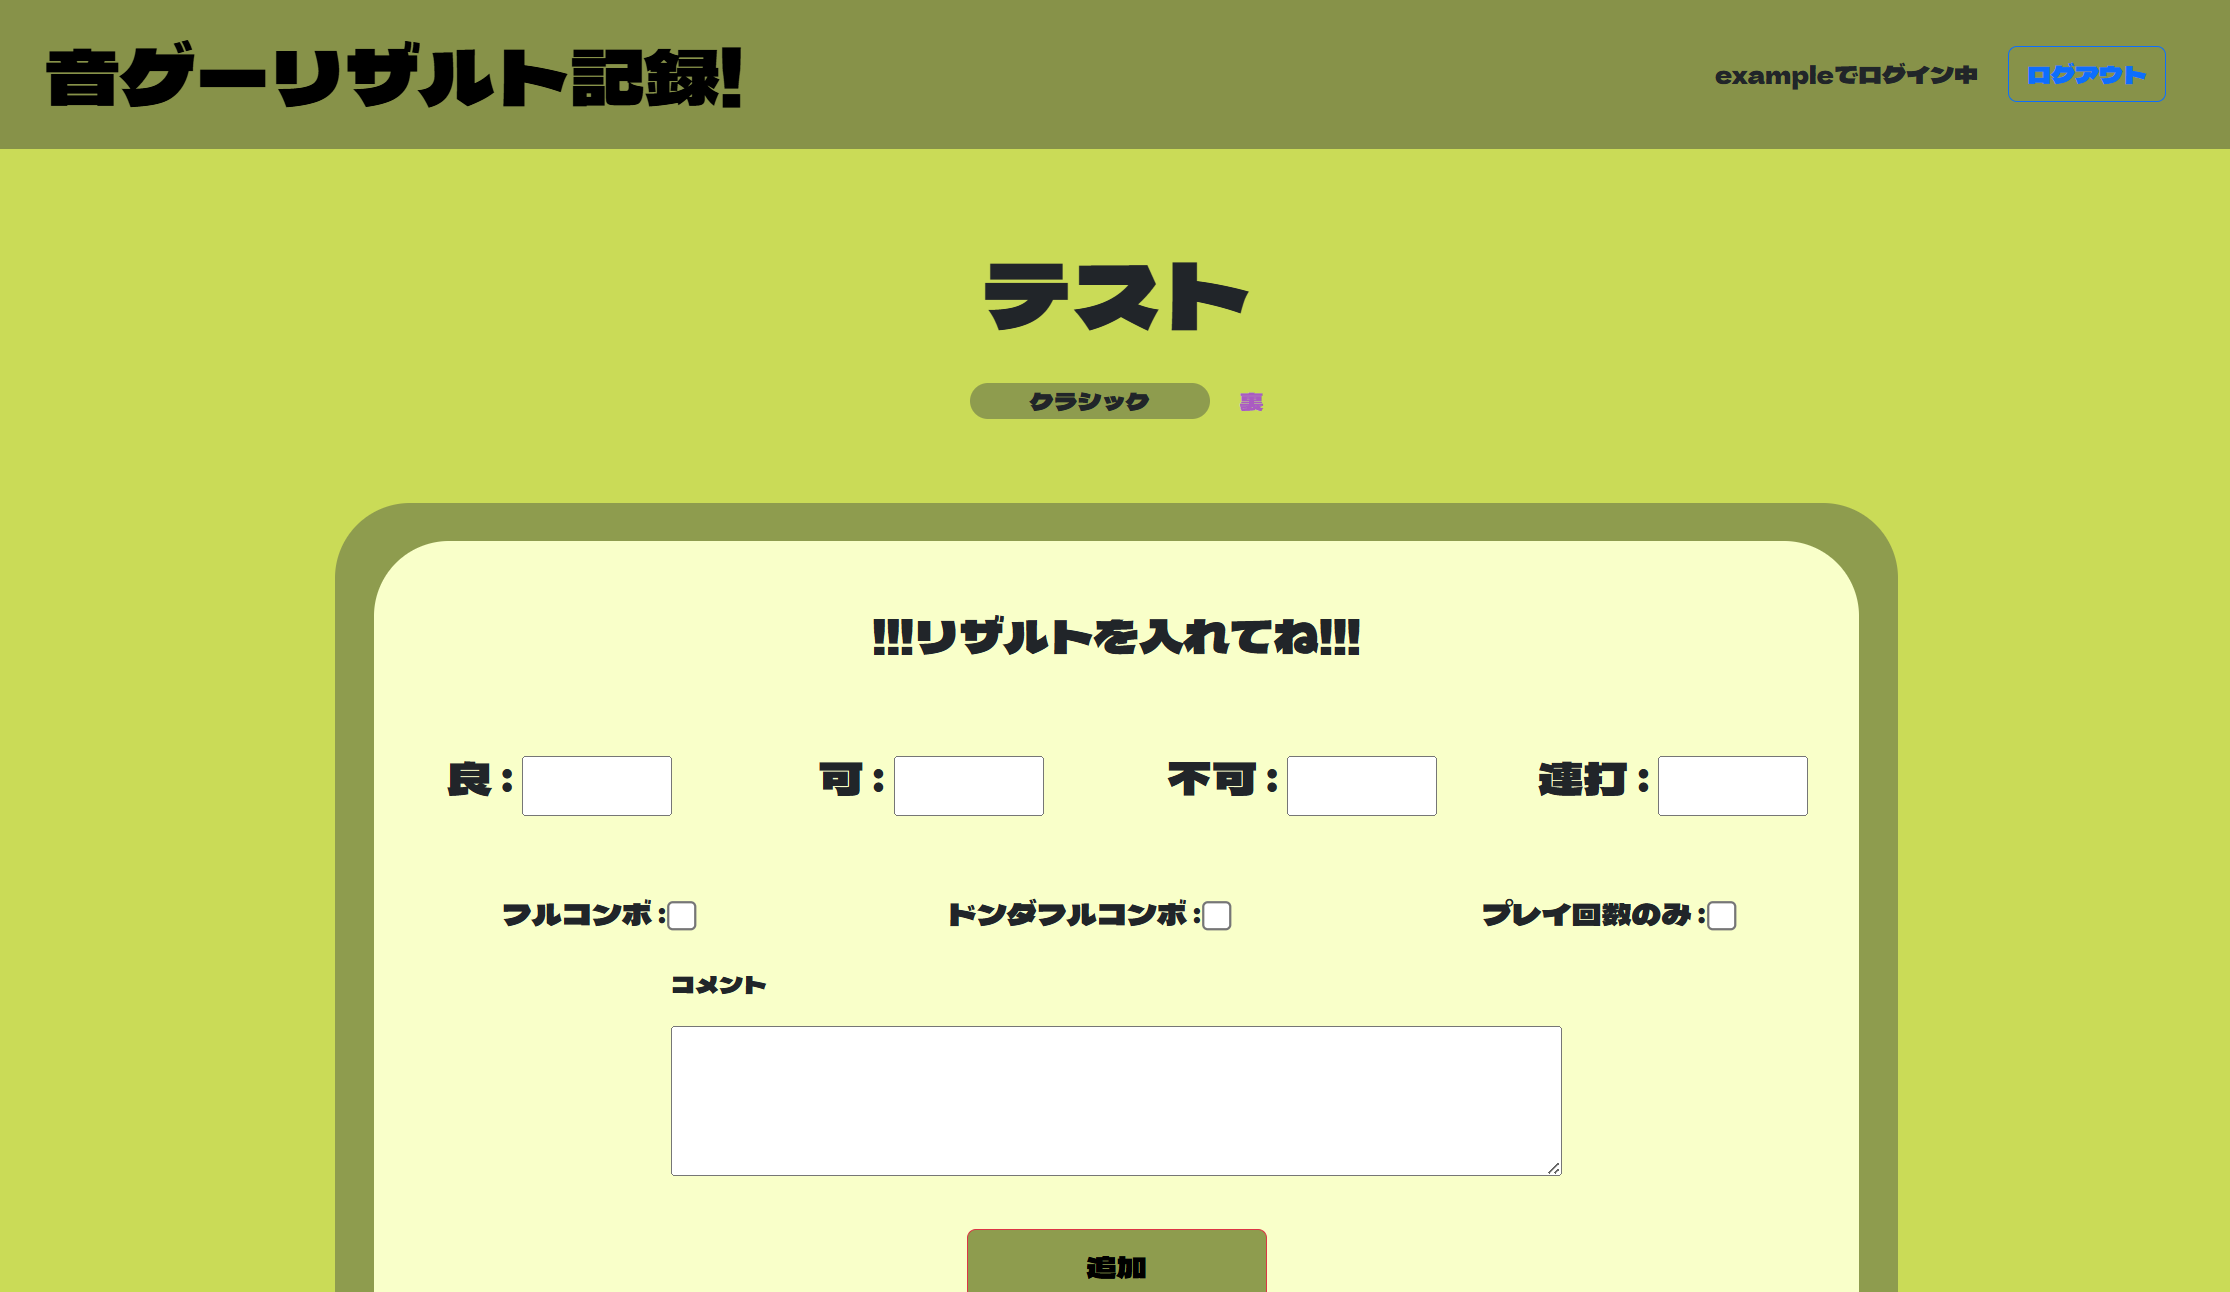 音ゲーリザルト記録!
exampleでログイン中
ログアウト
テスト
クラシック 裏
!!!リザルトを入れてね!!!
良 : 可 : 不可 : 連打 :
フルコンボ : ドンダフルコンボ : プレイ回数のみ :
コメント
追加